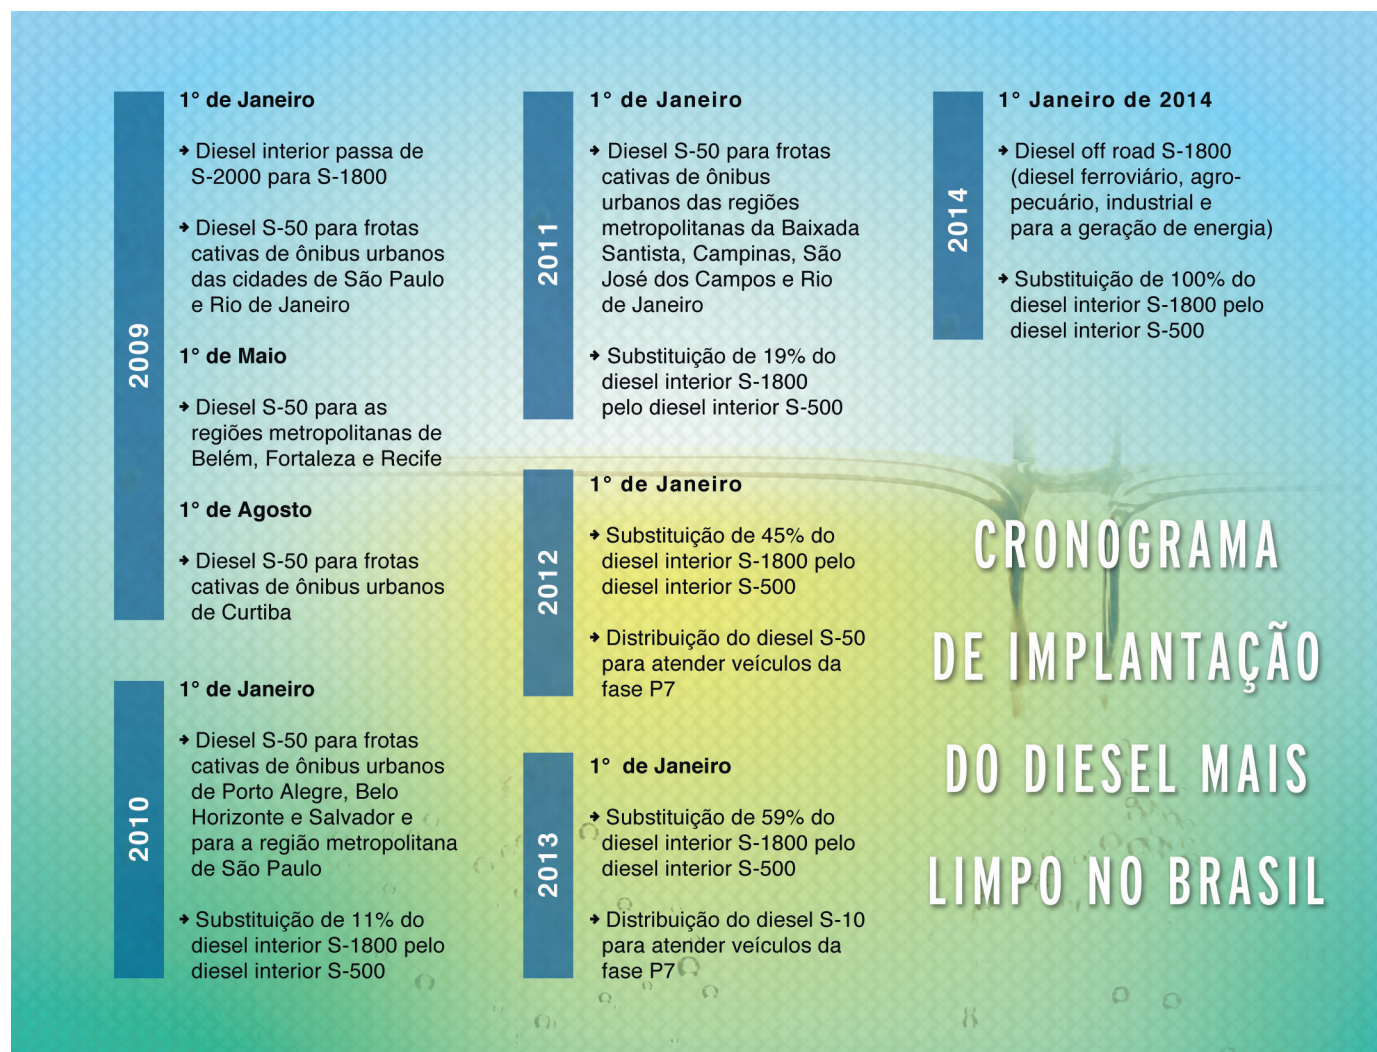 2009
1° de Janeiro
➔ Diesel interior passa de
S-2000 para S-1800
➔ Diesel S-50 para frotas
cativas de ônibus urbanos
das cidades de São Paulo
e Rio de Janeiro
1° de Maio
➔ Diesel S-50 para as
regiões metropolitanas de
Belém, Fortaleza e Recife
1° de Agosto
➔ Diesel S-50 para frotas
cativas de ônibus urbanos
de Curtiba
2010
1° de Janeiro
➔ Diesel S-50 para frotas
cativas de ônibus urbanos
de Porto Alegre, Belo
Horizonte e Salvador e
para a região metropolitana
de São Paulo
➔ Substituição de 11% do
diesel interior S-1800 pelo
diesel interior S-500
2011
1° de Janeiro
➔ Diesel S-50 para frotas
cativas de ônibus
urbanos das regiões
metropolitanas da Baixada
Santista, Campinas, São
José dos Campos e Rio
de Janeiro
➔ Substituição de 19% do
diesel interior S-1800
pelo diesel interior S-500
2012
1° de Janeiro
➔ Substituição de 45% do
diesel interior S-1800 pelo
diesel interior S-500
➔ Distribuição do diesel S-50
para atender veículos da
fase P7
2013
1° de Janeiro
➔ Substituição de 59% do
diesel interior S-1800 pelo
diesel interior S-500
➔ Distribuição do diesel S-10
para atender veículos da
fase P7
2014
1° Janeiro de 2014
➔ Diesel off road S-1800
(diesel ferroviário, agro-
pecuário, industrial e
para a geração de energia)
➔ Substituição de 100% do
diesel interior S-1800 pelo
diesel interior S-500
CRONOGRAMA
DE IMPLANTAÇÃO
DO DIESEL MAIS
LIMPO NO BRASIL